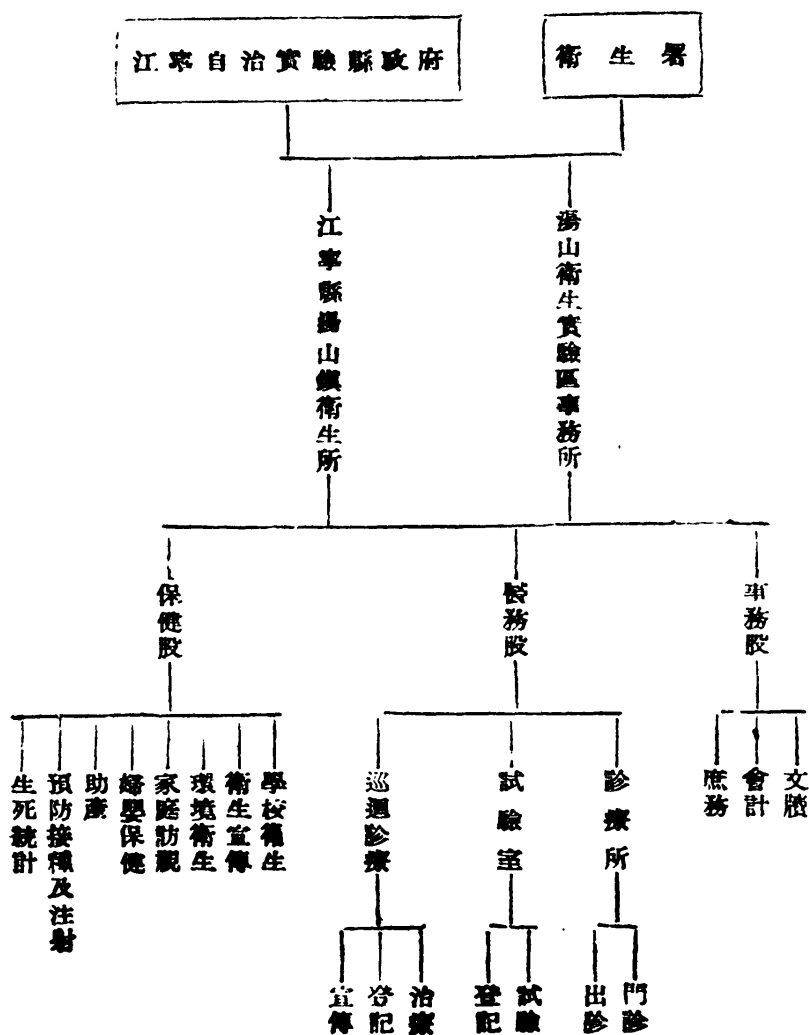 江寧自治實驗縣政府
衛生署
湯山衛生實驗區事務所
江寧縣湯山鎮衛生所
事務股
醫務股
保健股
文牘
會計
庶務
診療所
試驗室
巡迴診療
學校衛生
衛生宣傳
環境衛生
家庭訪視
婦嬰保健
助產
預防接種及注射
生死統計
門診
出診
試驗
登記
治療
登記
宣傳